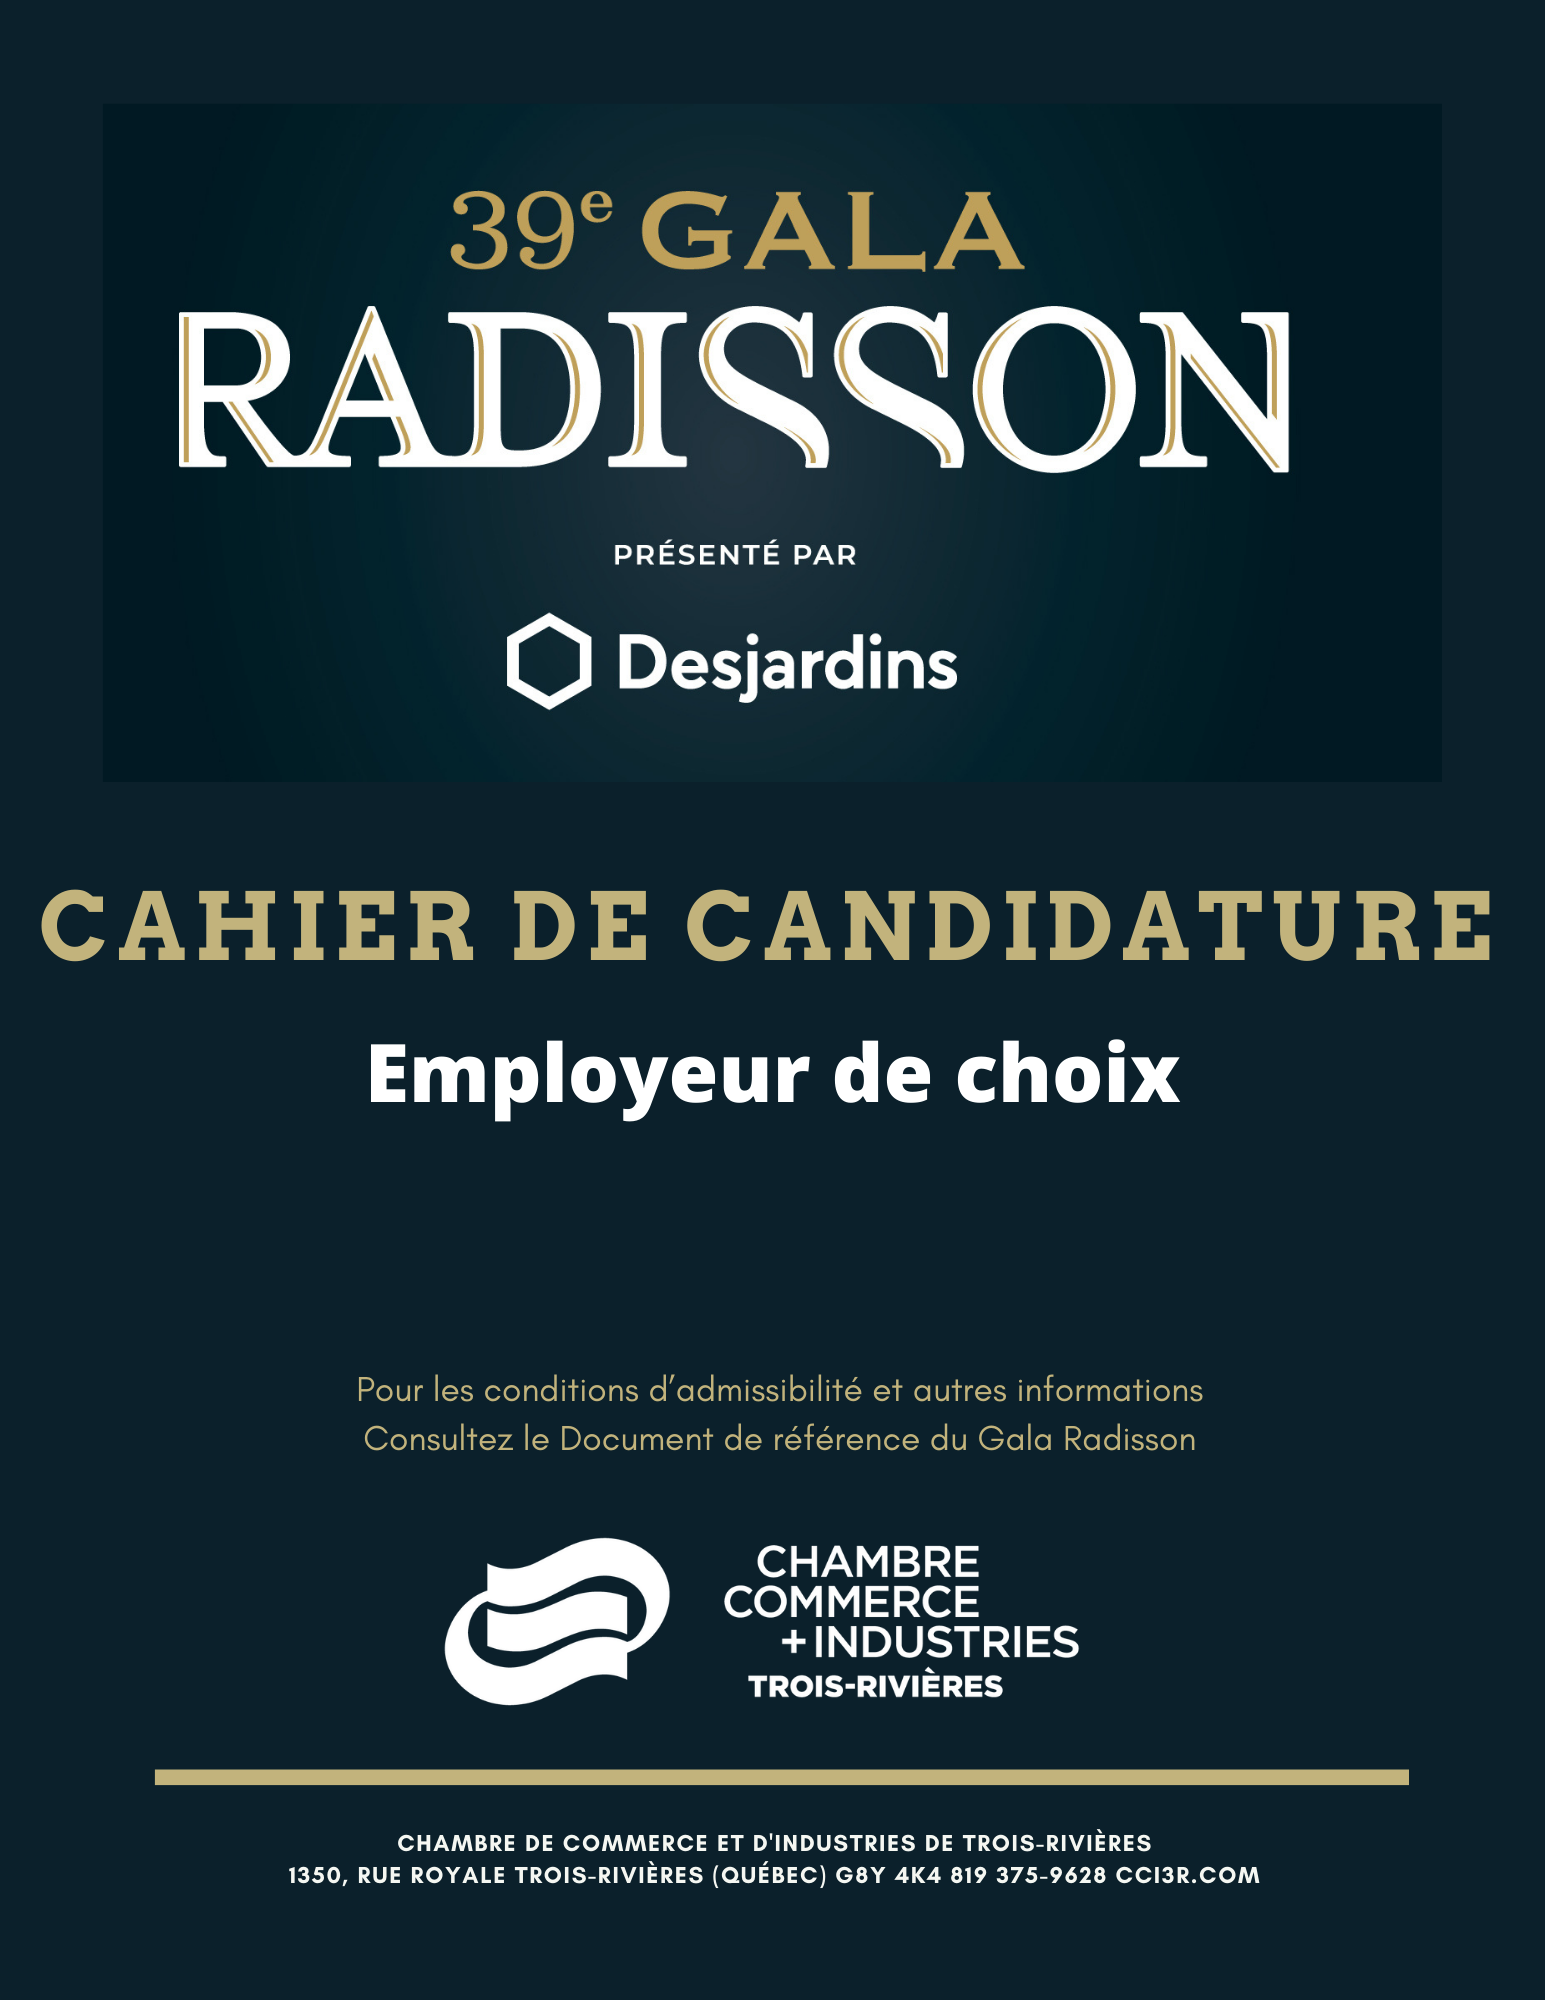 39e GALA
RADISSON
PRÉSENTÉ PAR
Desjardins
CAHIER DE CANDIDATURE
Employeur de choix
Pour les conditions d’admissibilité et autres informations
Consultez le Document de référence du Gala Radisson
CHAMBRE
COMMERCE
+INDUSTRIES
TROIS-RIVIÈRES
CHAMBRE DE COMMERCE ET D'INDUSTRIES DE TROIS-RIVIÈRES
1350, RUE ROYALE TROIS-RIVIÈRES (QUÉBEC) G8Y 4K4 819 375-9628 CCI3R.COM